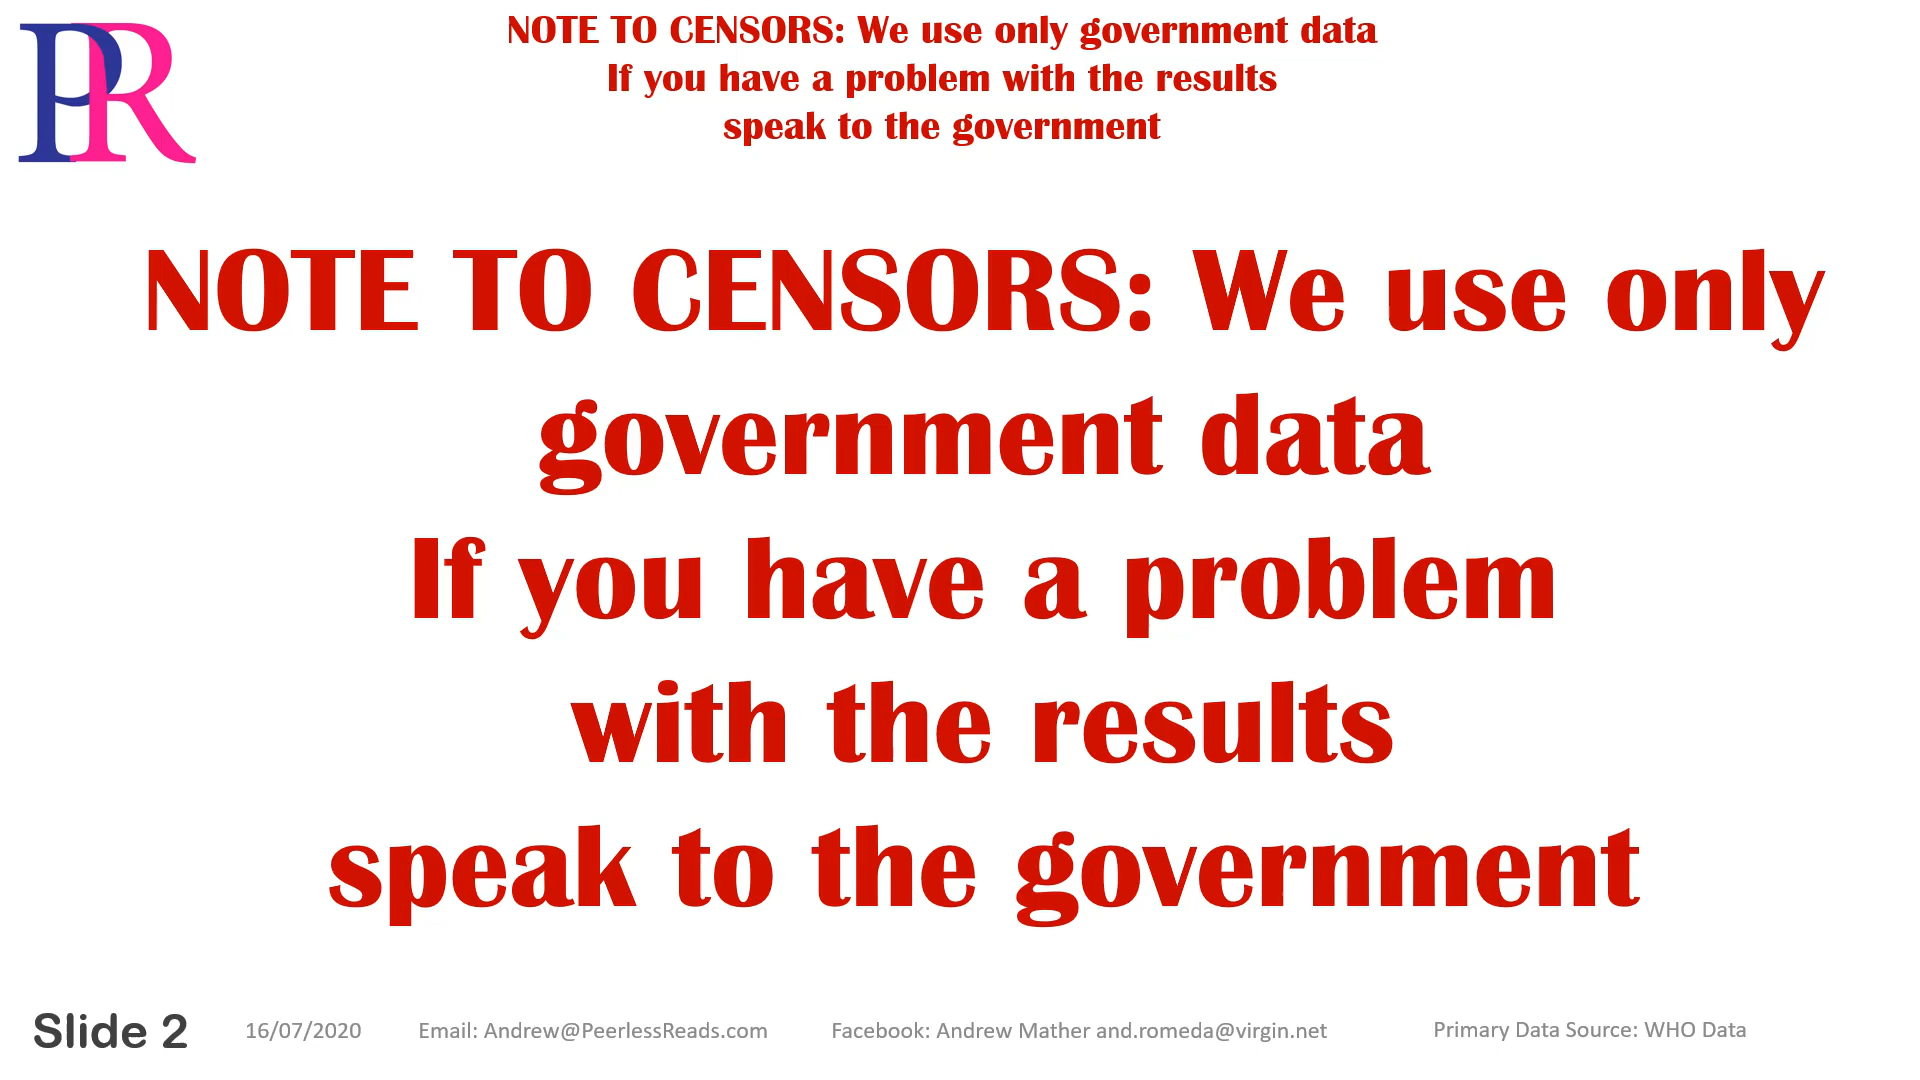 PR
NOTE TO CENSORS: We use only government data
If you have a problem with the results
speak to the government
NOTE TO CENSORS: We use only
government data
If you have a problem
with the results
speak to the government
Slide 2 16/07/2020 Email: Andrew@PeerlessReads.com Facebook: Andrew Mather and.romeda@virgin.net Primary Data Source: WHO Data